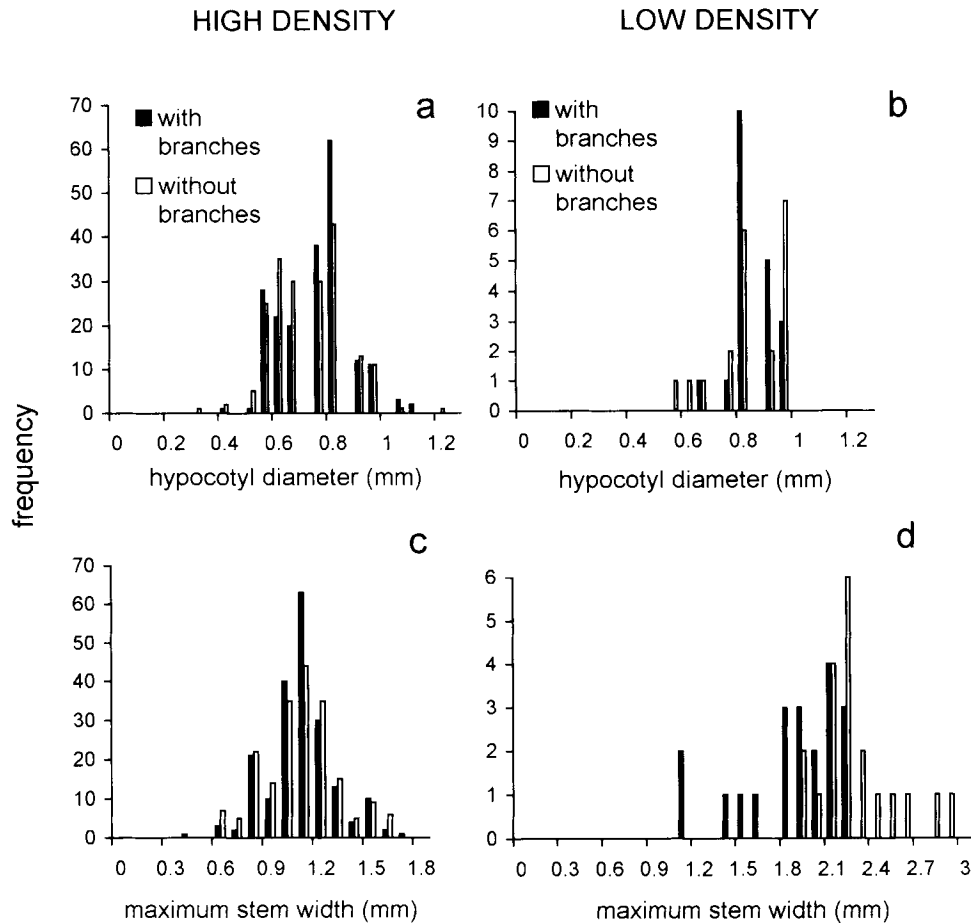 HIGH DENSITY
LOW DENSITY
a
with
branches
without
branches
70
60
50
40
30
20
10
0
0 0.2 0.4 0.6 0.8 1 1.2
hypocotyl diameter (mm)
b
with
branches
without
branches
10
9
8
7
6
5
4
3
2
1
0
0 0.2 0.4 0.6 0.8 1 1.2
hypocotyl diameter (mm)
frequency
c
70
60
50
40
30
20
10
0
0 0.3 0.6 0.9 1.2 1.5 1.8
maximum stem width (mm)
d
6
5
4
3
2
1
0
0 0.3 0.6 0.9 1.2 1.5 1.8 2.1 2.4 2.7 3
maximum stem width (mm)